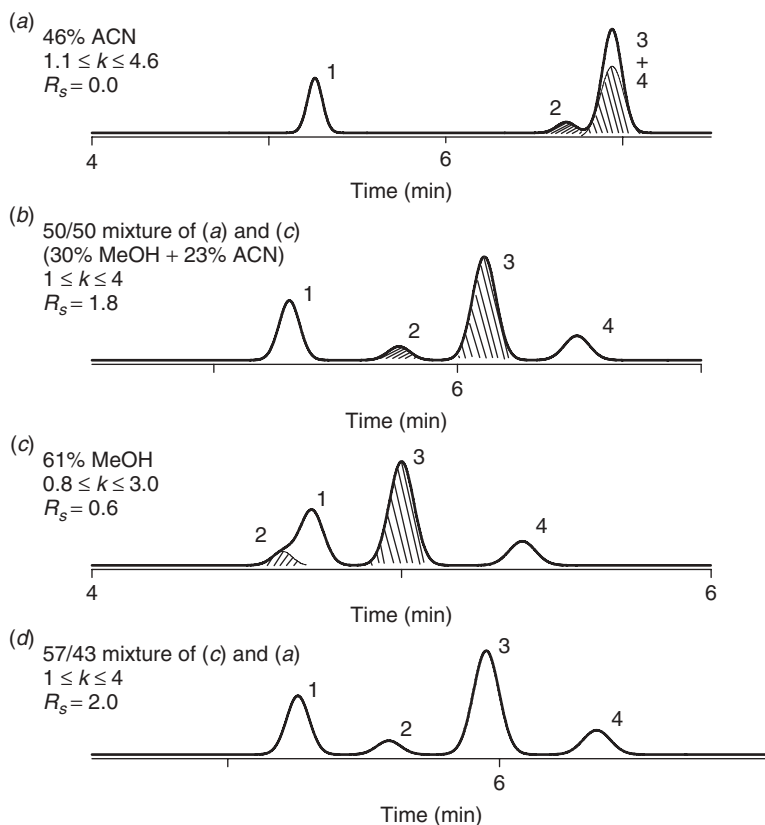 (a)
46% ACN
1.1 ≤ k ≤ 4.6
Rs = 0.0
1
2
3
+
4
4
6
Time (min)
(b)
50/50 mixture of (a) and (c)
(30% MeOH + 23% ACN)
1 ≤ k ≤ 4
Rs = 1.8
1
2
3
4
6
Time (min)
(c)
61% MeOH
0.8 ≤ k ≤ 3.0
Rs = 0.6
2
1
3
4
4
6
Time (min)
(d)
57/43 mixture of (c) and (a)
1 ≤ k ≤ 4
Rs = 2.0
1
2
3
4
6
Time (min)